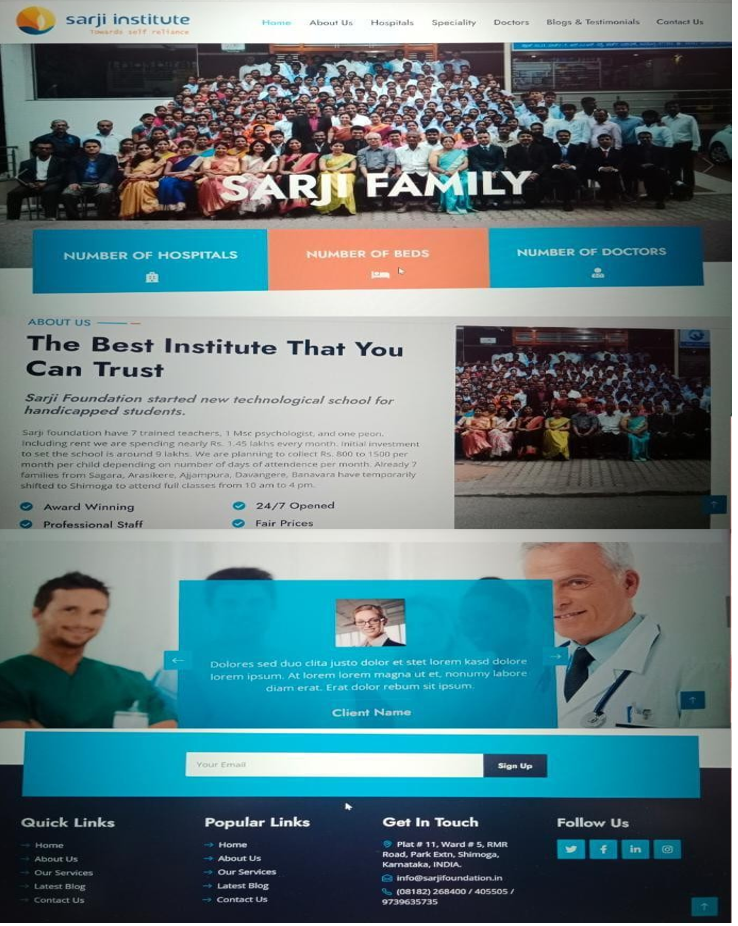 sarji institute
Towards self reliance
Home About Us Hospitals Speciality Doctors Blogs & Testimonials Contact Us
SARJI FAMILY
NUMBER OF HOSPITALS NUMBER OF BEDS NUMBER OF DOCTORS
ABOUT US
The Best Institute That You
Can Trust
Sarji Foundation started new technological school for
handicapped students.
Sarji foundation have 7 trained teachers, 1 Msc psychologist, and one peon.
Including rent we are spending nearly Rs. 1.45 lakhs every month. Initial investment
to set the school is around 9 lakhs. We are planning to collect Rs. 800 to 1500 per
month per child depending on number of days of attendence per month. Already 7
families from Sagara, Arasikere, Ajjampura, Davangere, Banavara have temporarily
shifted to Shimoga to attend full classes from 10 am to 4 pm.
Award Winning 24/7 Opened
Professional Staff Fair Prices
Dolores sed duo clita justo dolor et stet lorem kasd dolore
lorem ipsum. At lorem lorem magna ut et, nonumy labore
diam erat. Erat dolor rebum sit ipsum.
Client Name
Your Email Sign Up
Quick Links
Home
About Us
Our Services
Latest Blog
Contact Us
Popular Links
Home
About Us
Our Services
Latest Blog
Contact Us
Get In Touch
Plat # 11, Ward # 5, RMR
Road, Park Extn, Shimoga,
Karnataka, INDIA.
info@sarjifoundation.in
(08182) 268400 / 405505 /
9739635735
Follow Us